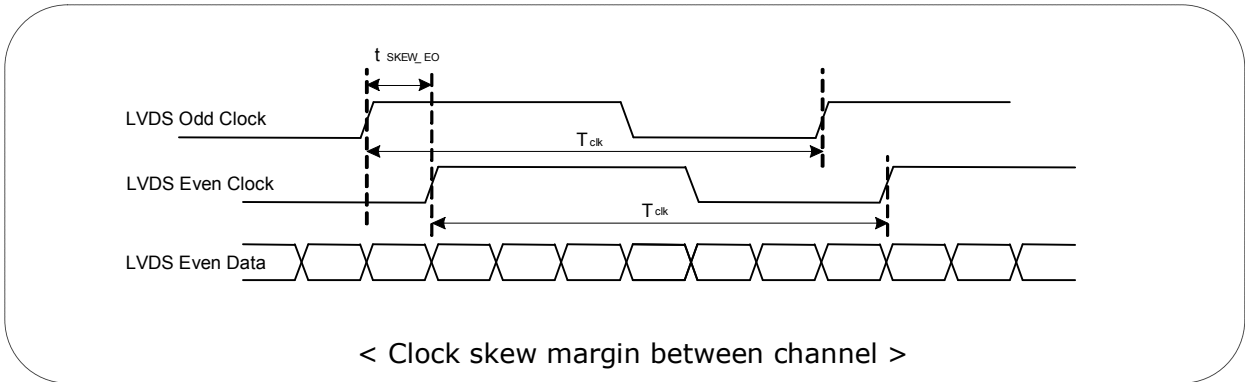 t SKEW_EO
LVDS Odd Clock
T clk
LVDS Even Clock
T clk
LVDS Even Data
< Clock skew margin between channel >